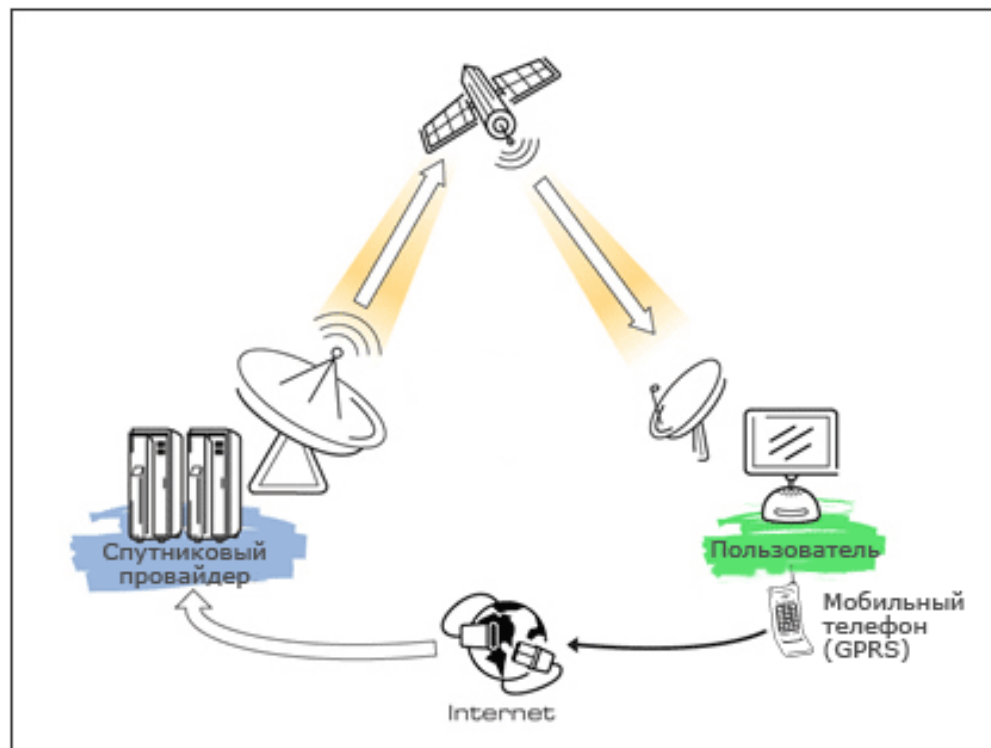 Спутниковый
провайдер
Пользователь
Мобильный
телефон
(GPRS)
Internet